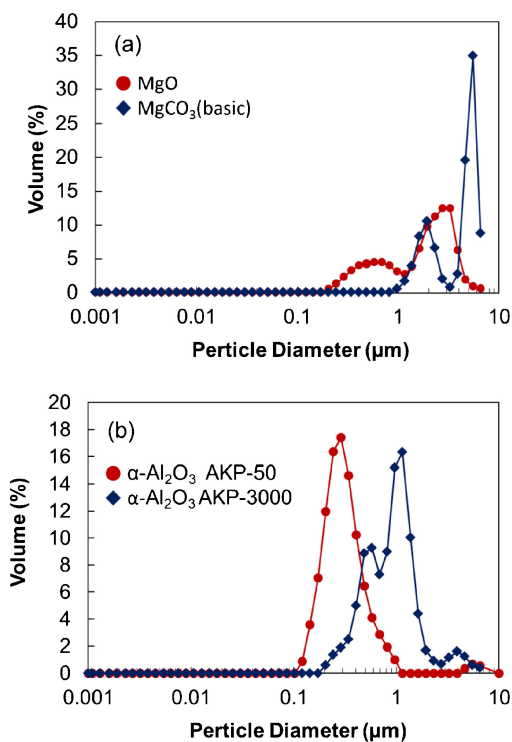 (a)
MgO
MgCO₃(basic)
Volume (%)
40
35
30
25
20
15
10
5
0
0.001 0.01 0.1 1 10
Perticle Diameter (µm)
(b)
α-Al₂O₃ AKP-50
α-Al₂O₃ AKP-3000
Volume (%)
20
18
16
14
12
10
8
6
4
2
0
0.001 0.01 0.1 1 10
Perticle Diameter (µm)